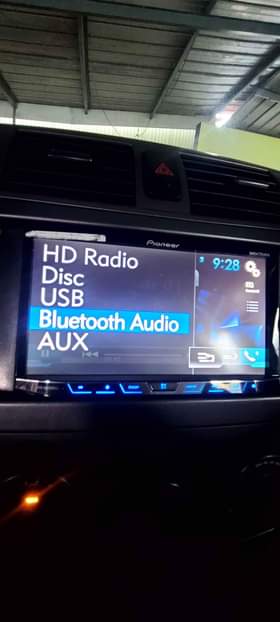 Pioneer
HD Radio
9:28
Disc
USB
Bluetooth Audio
AUX